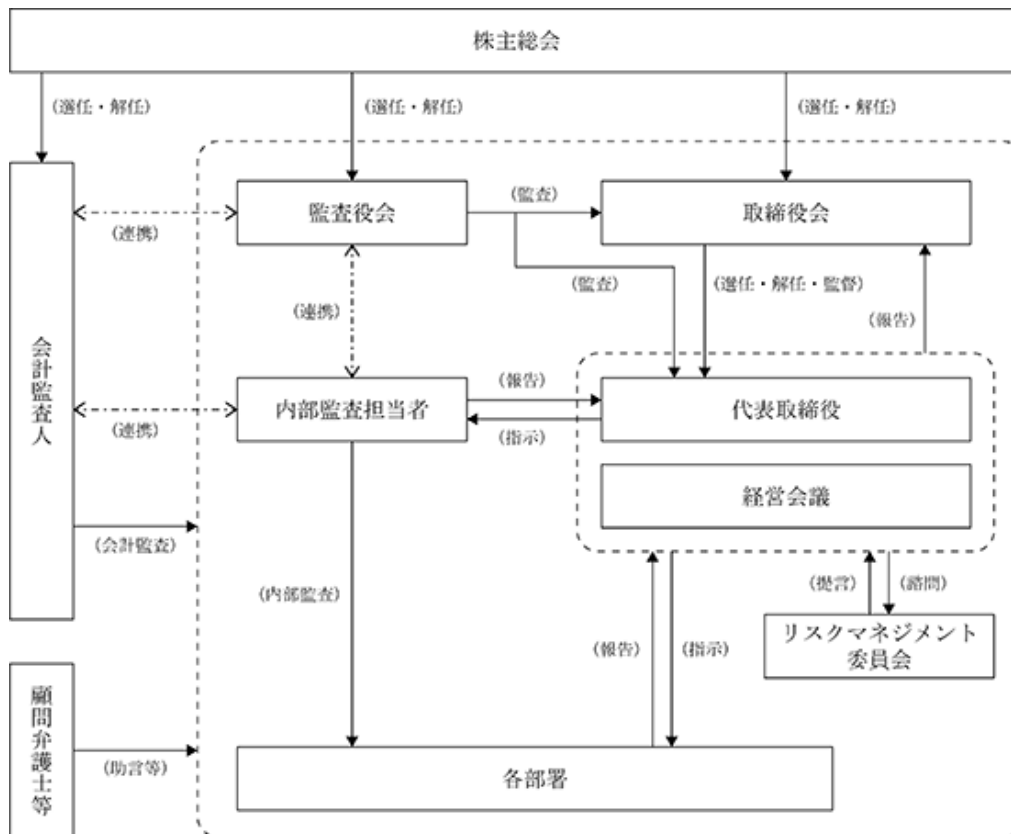 株主総会
(選任・解任)
(選任・解任)
(選任・解任)
監査役会
(監査)
取締役会
(連携)
(監査)
(選任・解任・監督)
(連携)
(報告)
会計監査人
内部監査担当者
(報告)
代表取締役
(連携)
(指示)
経営会議
(会計監査)
(内部監査)
(提言)
(諮問)
(報告)
(指示)
リスクマネジメント
委員会
顧問弁護士等
(助言等)
各部署